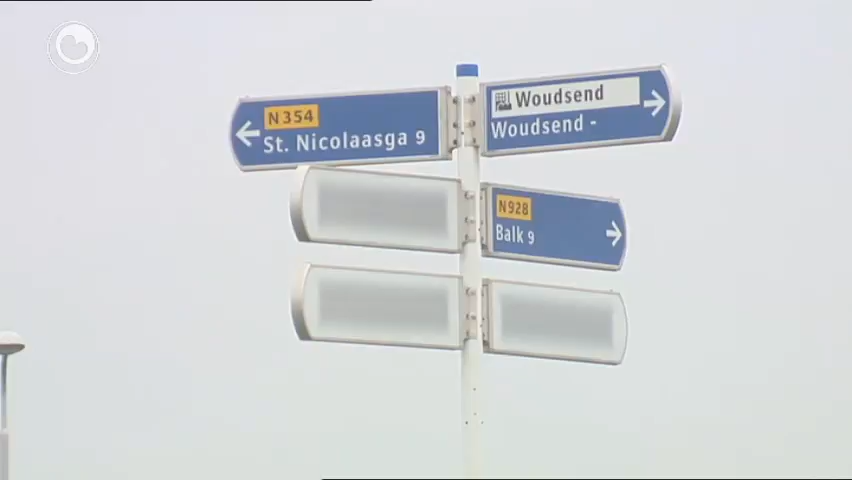 N354
St. Nicolaasga 9
Woudsend
Woudsend -
N928
Balk 9